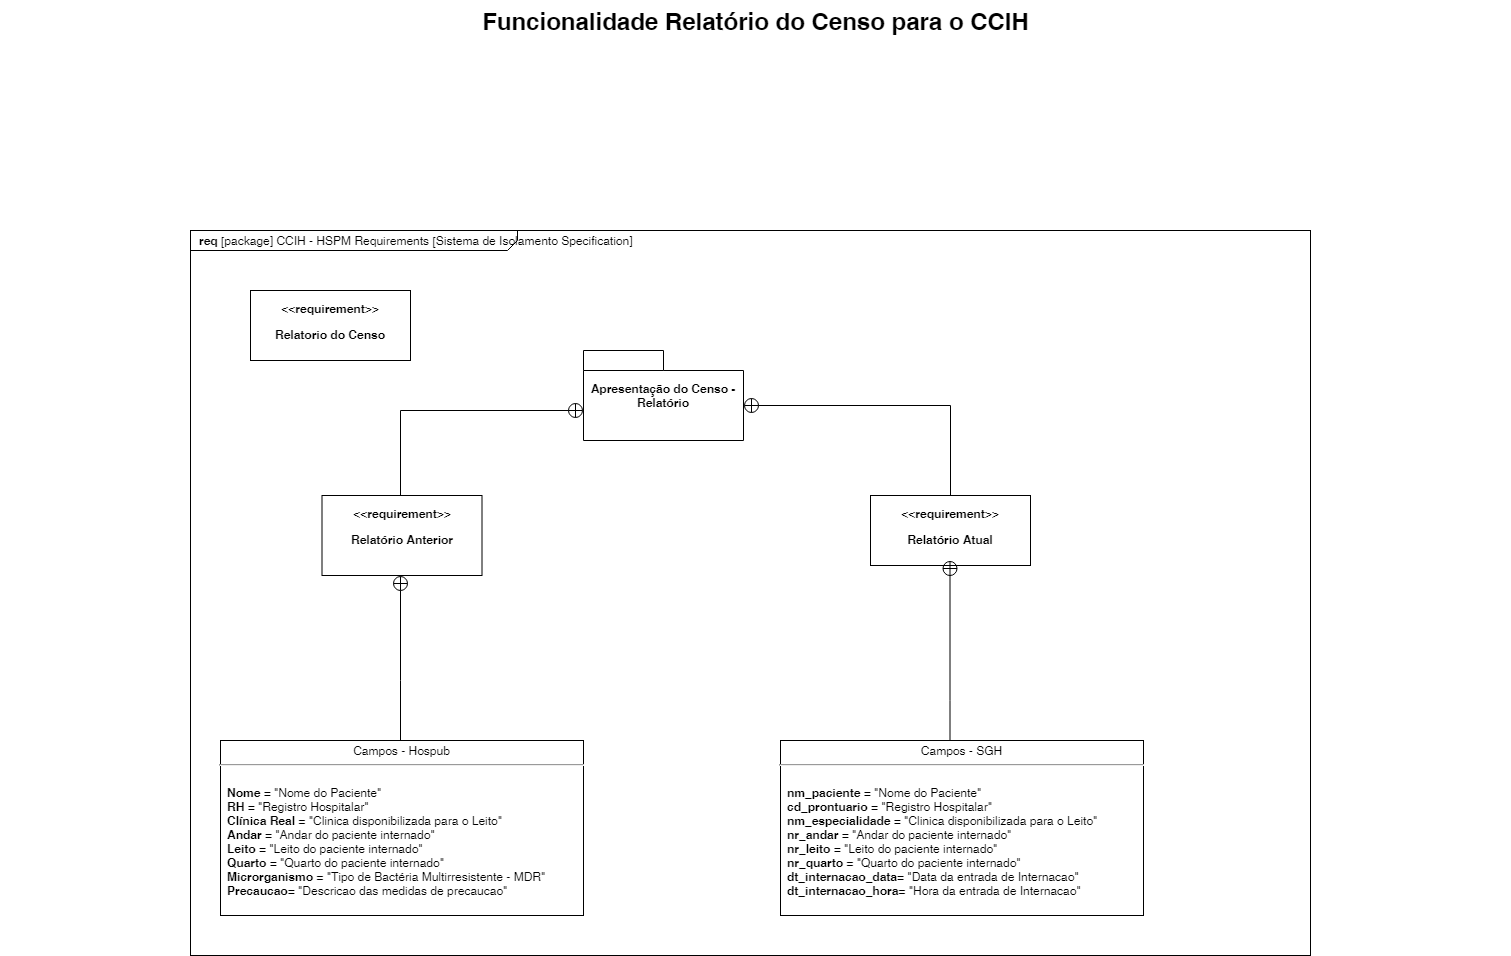 Funcionalidade Relatório do Censo para o CCIH
req [package] CCIH - HSPM Requirements [Sistema de Isolamento Specification]
<<requirement>>
Relatorio do Censo
Apresentação do Censo -
Relatório
<<requirement>>
Relatório Anterior
<<requirement>>
Relatório Atual
Campos - Hospub
Nome = "Nome do Paciente"
RH = "Registro Hospitalar"
Clínica Real = "Clinica disponibilizada para o Leito"
Andar = "Andar do paciente internado"
Leito = "Leito do paciente internado"
Quarto = "Quarto do paciente internado"
Microrganismo = "Tipo de Bactéria Multirresistente - MDR"
Precaucao= "Descricao das medidas de precaucao"
Campos - SGH
nm_paciente = "Nome do Paciente"
cd_prontuario = "Registro Hospitalar"
nm_especialidade = "Clinica disponibilizada para o Leito"
nr_andar = "Andar do paciente internado"
nr_leito = "Leito do paciente internado"
nr_quarto = "Quarto do paciente internado"
dt_internacao_data= "Data da entrada de Internacao"
dt_internacao_hora= "Hora da entrada de Internacao"